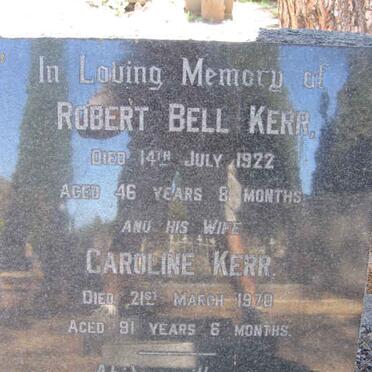 In Loving Memory of
ROBERT BELL KERR,
DIED 14TH JULY 1922
AGED 46 YEARS 8 MONTHS
AND HIS WIFE
CAROLINE KERR.
DIED 21ST MARCH 1970
AGED 91 YEARS 6 MONTHS.